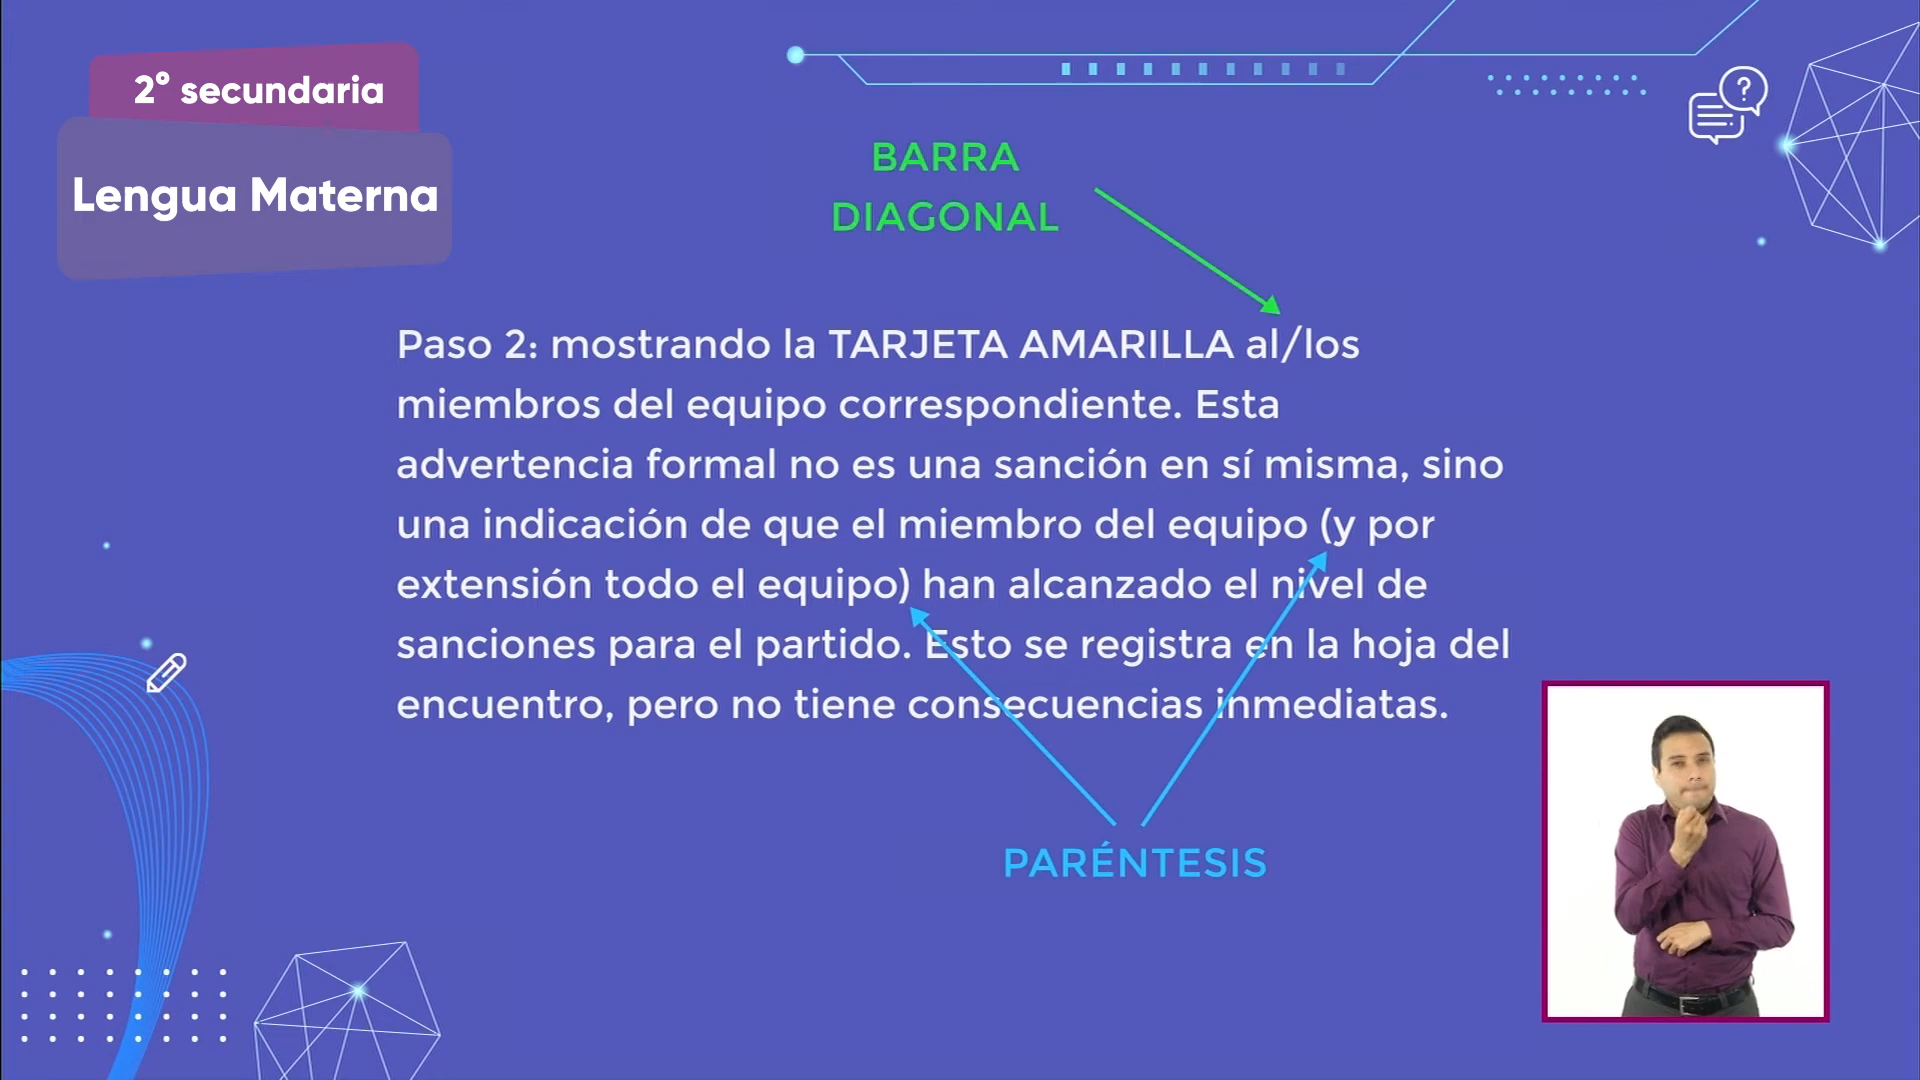 2° secundaria
Lengua Materna
BARRA
DIAGONAL
Paso 2: mostrando la TARJETA AMARILLA al/los
miembros del equipo correspondiente. Esta
advertencia formal no es una sanción en sí misma, sino
una indicación de que el miembro del equipo (y por
extensión todo el equipo) han alcanzado el nivel de
sanciones para el partido. Esto se registra en la hoja del
encuentro, pero no tiene consecuencias inmediatas.
PARÉNTESIS